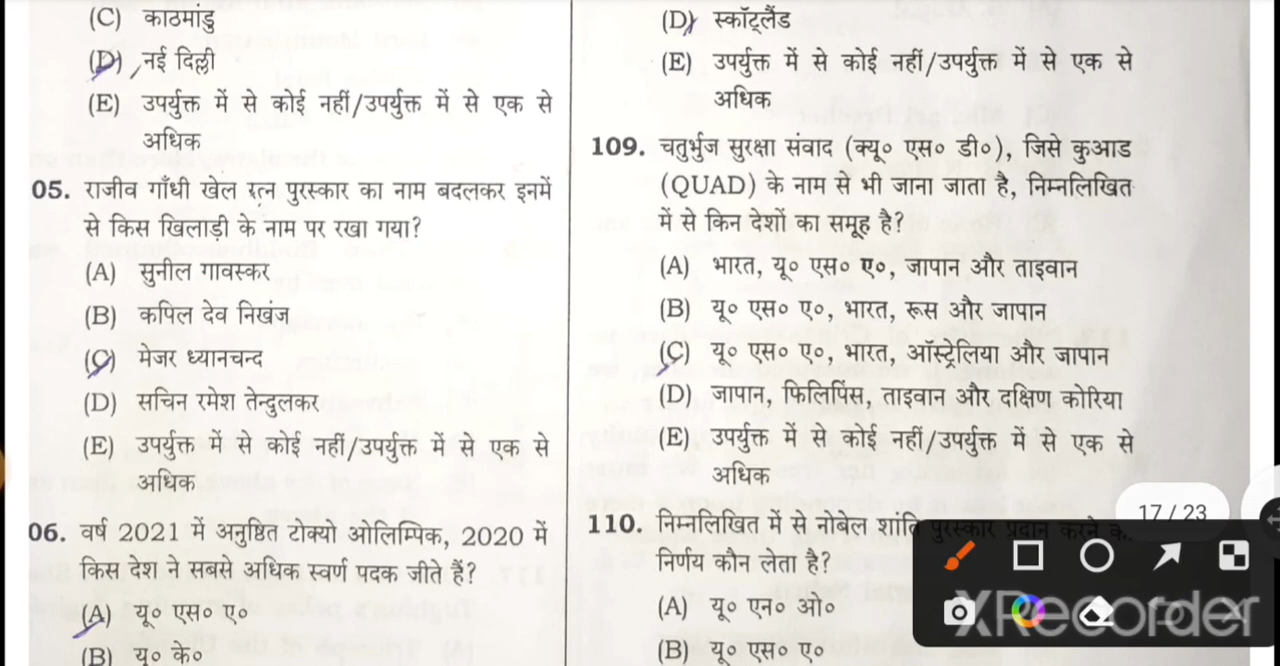 (C) काठमांडु
(D) नई दिल्ली
(E) उपर्युक्त में से कोई नहीं/उपर्युक्त में से एक से
अधिक
05. राजीव गाँधी खेल रत्न पुरस्कार का नाम बदलकर इनमें
से किस खिलाड़ी के नाम पर रखा गया?
(A) सुनील गावस्कर
(B) कपिल देव निखंज
(C) मेजर ध्यानचन्द
(D) सचिन रमेश तेन्दुलकर
(E) उपर्युक्त में से कोई नहीं/उपर्युक्त में से एक से
अधिक
06. वर्ष 2021 में अनुष्ठित टोक्यो ओलिम्पिक, 2020 में
किस देश ने सबसे अधिक स्वर्ण पदक जीते हैं?
(A) यू० एस० ए०
(B) यू० के०
(D) स्कॉट्लैंड
(E) उपर्युक्त में से कोई नहीं/उपर्युक्त में से एक से
अधिक
109. चतुर्भुज सुरक्षा संवाद (क्यू० एस० डी०), जिसे कुआड
(QUAD) के नाम से भी जाना जाता है, निम्नलिखित
में से किन देशों का समूह है?
(A) भारत, यू० एस० ए०, जापान और ताइवान
(B) यू० एस० ए०, भारत, रूस और जापान
(C) यू० एस० ए०, भारत, ऑस्ट्रेलिया और जापान
(D) जापान, फिलिपिंस, ताइवान और दक्षिण कोरिया
(E) उपर्युक्त में से कोई नहीं/उपर्युक्त में से एक से
अधिक
17 / 23
110. निम्नलिखित में से नोबेल शांति पुरस्कार प्रदान करने
निर्णय कौन लेता है?
(A) यू० एन० ओ०
(B) यू० एस० ए०
XRecorder